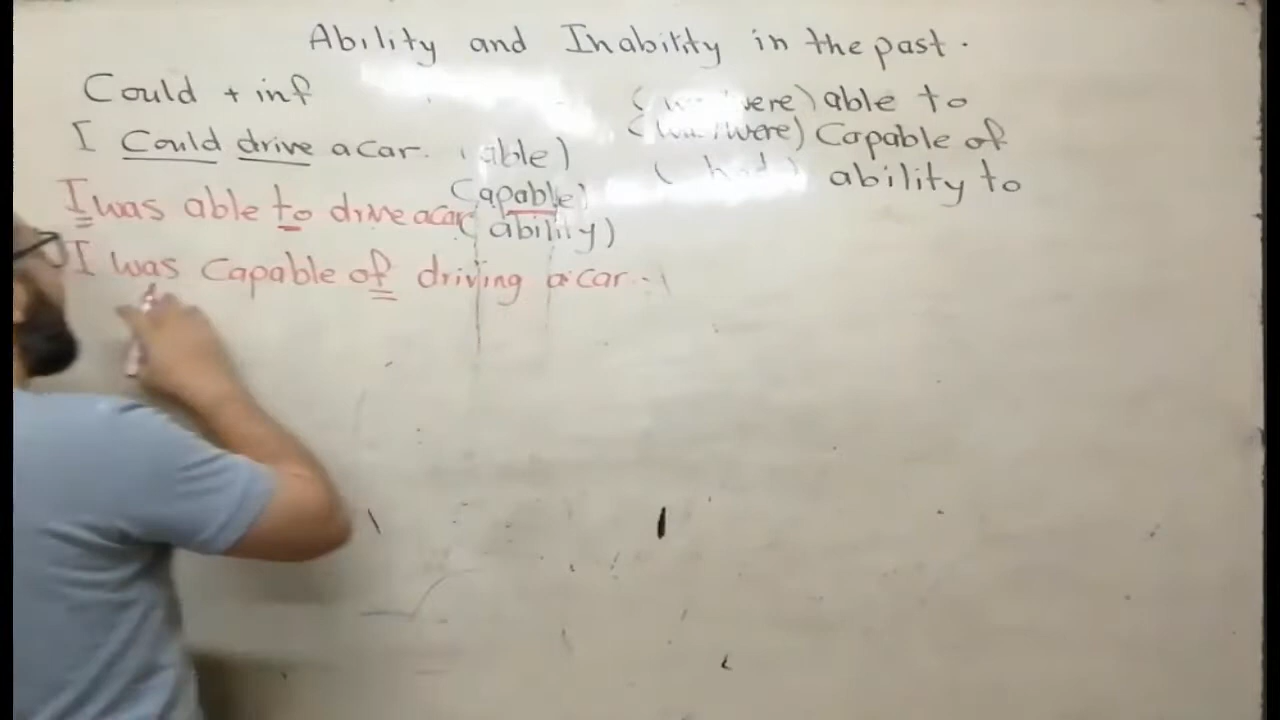 Ability and Inability in the past.
Could + inf
I Could drive a car. (able)
(Capable)
I was able to drive a car (ability)
I was Capable of driving a car.
were) able to
were) Capable of
(had) ability to